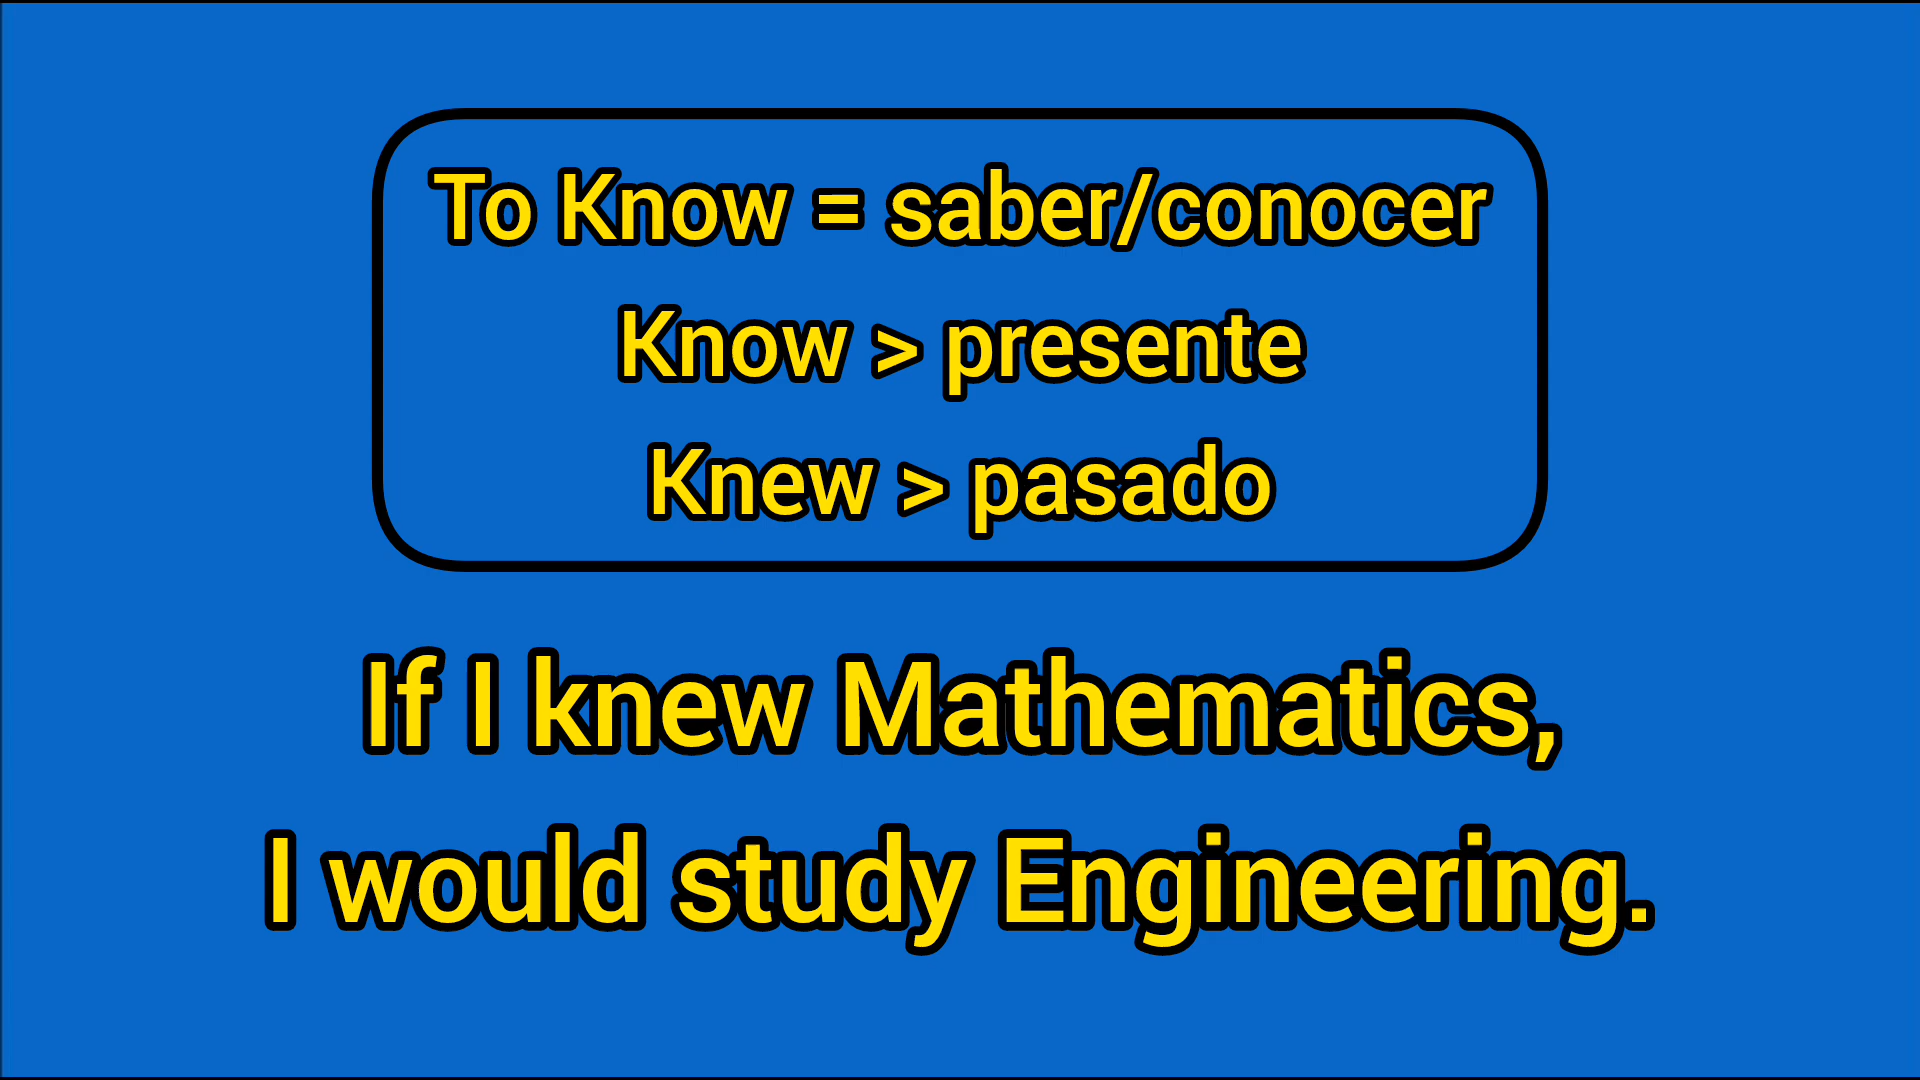 To Know = saber/conocer
Know > presente
Knew > pasado
If I knew Mathematics,
I would study Engineering.